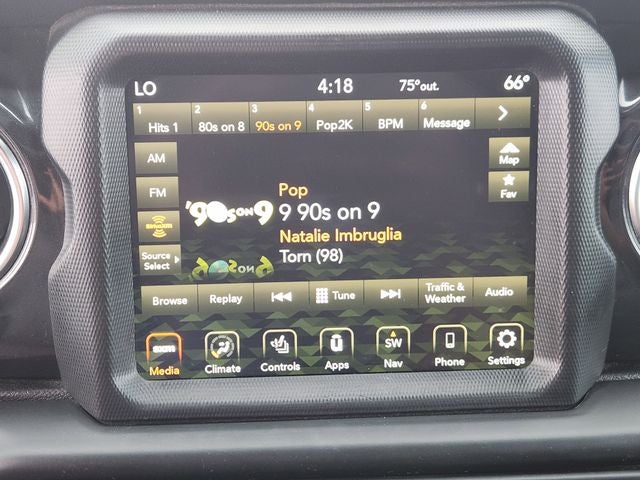 LO 4:18 75°out. 66°
1 2 3 4 5 6
Hits 1 80s on 8 90s on 9 Pop2K BPM Message
AM
Map
FM
Fav
Pop
'90s ON 9
9 90s on 9
SiriusXM
Natalie Imbruglia
Source
Select
Torn (98)
Browse Replay Tune Traffic &
Weather Audio
SXM SW
Media Climate Controls Apps Nav Phone Settings